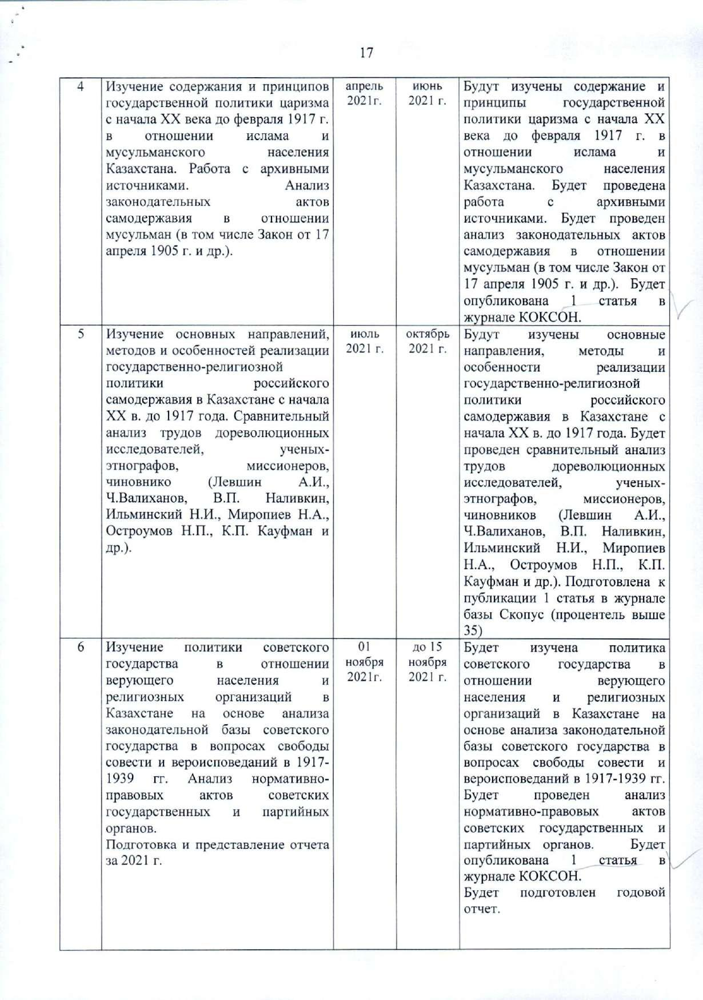 17
4
Изучение содержания и принципов
государственной политики царизма
с начала XX века до февраля 1917 г.
в отношении ислама и
мусульманского населения
Казахстана. Работа с архивными
источниками. Анализ
законодательных актов
самодержавия в отношении
мусульман (в том числе Закон от 17
апреля 1905 г. и др.).
апрель
2021г.
июнь
2021 г.
Будут изучены содержание и
принципы государственной
политики царизма с начала XX
века до февраля 1917 г. в
отношении ислама и
мусульманского населения
Казахстана. Будет проведена
работа с архивными
источниками. Будет проведен
анализ законодательных актов
самодержавия в отношении
мусульман (в том числе Закон от
17 апреля 1905 г. и др.). Будет
опубликована 1 статья в
журнале КОКСОН.
5
Изучение основных направлений,
методов и особенностей реализации
государственно-религиозной
политики российского
самодержавия в Казахстане с начала
XX в. до 1917 года. Сравнительный
анализ трудов дореволюционных
исследователей, ученых-
этнографов, миссионеров,
чиновнико (Левшин А.И.,
Ч.Валиханов, В.П. Наливкин,
Ильминский Н.И., Миропиев Н.А.,
Остроумов Н.П., К.П. Кауфман и
др.).
июль
2021 г.
октябрь
2021 г.
Будут изучены основные
направления, методы и
особенности реализации
государственно-религиозной
политики российского
самодержавия в Казахстане с
начала XX в. до 1917 года. Будет
проведен сравнительный анализ
трудов дореволюционных
исследователей, ученых-
этнографов, миссионеров,
чиновников (Левшин А.И.,
Ч.Валиханов, В.П. Наливкин,
Ильминский Н.И., Миропиев
Н.А., Остроумов Н.П., К.П.
Кауфман и др.). Подготовлена к
публикации 1 статья в журнале
базы Скопус (процентель выше
35)
6
Изучение политики советского
государства в отношении
верующего населения и
религиозных организаций в
Казахстане на основе анализа
законодательной базы советского
государства в вопросах свободы
совести и вероисповеданий в 1917-
1939 гг. Анализ нормативно-
правовых актов советских
государственных и партийных
органов.
Подготовка и представление отчета
за 2021 г.
01
ноября
2021г.
до 15
ноября
2021 г.
Будет изучена политика
советского государства в
отношении верующего
населения и религиозных
организаций в Казахстане на
основе анализа законодательной
базы советского государства в
вопросах свободы совести и
вероисповеданий в 1917-1939 гг.
Будет проведен анализ
нормативно-правовых актов
советских государственных и
партийных органов. Будет
опубликована 1 статья в
журнале КОКСОН.
Будет подготовлен годовой
отчет.